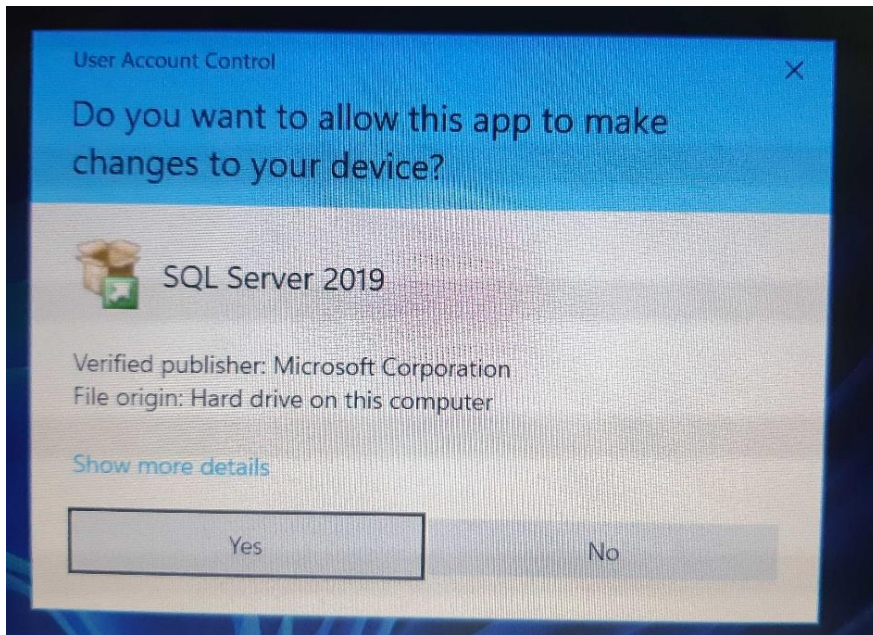 User Account Control
Do you want to allow this app to make
changes to your device?
SQL Server 2019
Verified publisher: Microsoft Corporation
File origin: Hard drive on this computer
Show more details
Yes
No